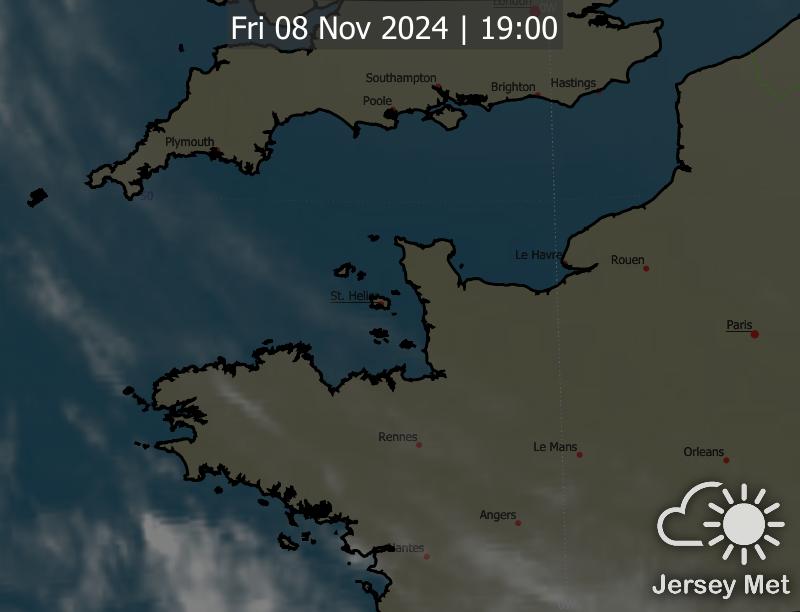 London
Fri 08 Nov 2024 | 19:00
Southampton
Brighton
Hastings
Poole
Plymouth
50
Le Havre
Rouen
St. Helier
Paris
Rennes
Le Mans
Orleans
Angers
Nantes
Jersey Met